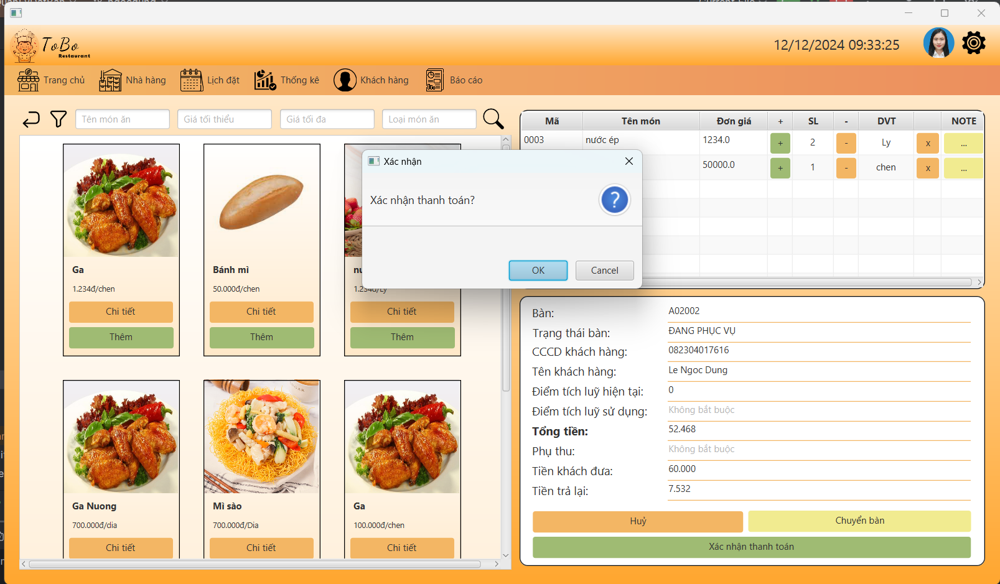 ToBo
Restaurant
12/12/2024 09:33:25
Trang chủ
Nhà hàng
Lịch đặt
Thống kê
Khách hàng
Báo cáo
Tên món ăn
Giá tối thiểu
Giá tối đa
Loại món ăn
Mã Tên món Đơn giá + SL - DVT NOTE
0003 nước ép 1234.0 + 2 - Ly x ...
50000.0 + 1 - chen x ...
Xác nhận
Xác nhận thanh toán?
OK Cancel
Ga
1.234đ/chen
Chi tiết
Thêm
Bánh mì
50.000đ/chen
Chi tiết
Thêm
1.234đ/Ly
Chi tiết
Thêm
Ga Nuong
700.000đ/dia
Chi tiết
Mì sào
700.000đ/Dia
Chi tiết
Ga
100.000đ/chen
Chi tiết
Bàn: A02002
Trạng thái bàn: ĐANG PHỤC VỤ
CCCD khách hàng: 082304017616
Tên khách hàng: Le Ngoc Dung
Điểm tích luỹ hiện tại: 0
Điểm tích luỹ sử dụng: Không bắt buộc
Tổng tiền: 52.468
Phụ thu: Không bắt buộc
Tiền khách đưa: 60.000
Tiền trả lại: 7.532
Huỷ Chuyển bàn
Xác nhận thanh toán